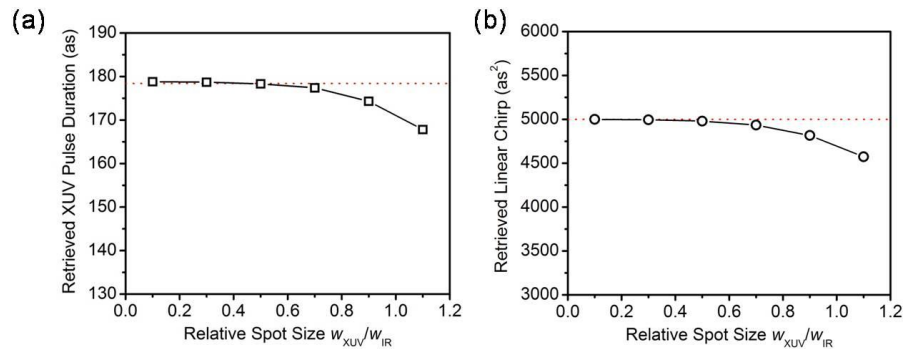 (a)
Retrieved XUV Pulse Duration (as)
190
180
170
160
150
140
130
0.0 0.2 0.4 0.6 0.8 1.0 1.2
Relative Spot Size wXUV/wIR
(b)
Retrieved Linear Chirp (as²)
6000
5500
5000
4500
4000
3500
3000
0.0 0.2 0.4 0.6 0.8 1.0 1.2
Relative Spot Size wXUV/wIR